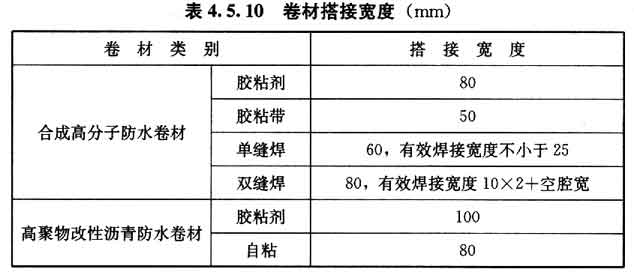 表 4.5.10 卷材搭接宽度（mm）
卷材类别 搭接宽度
合成高分子防水卷材 胶粘剂 80
胶粘带 50
单缝焊 60，有效焊接宽度不小于 25
双缝焊 80，有效焊接宽度 10×2＋空腔宽
高聚物改性沥青防水卷材 胶粘剂 100
自粘 80